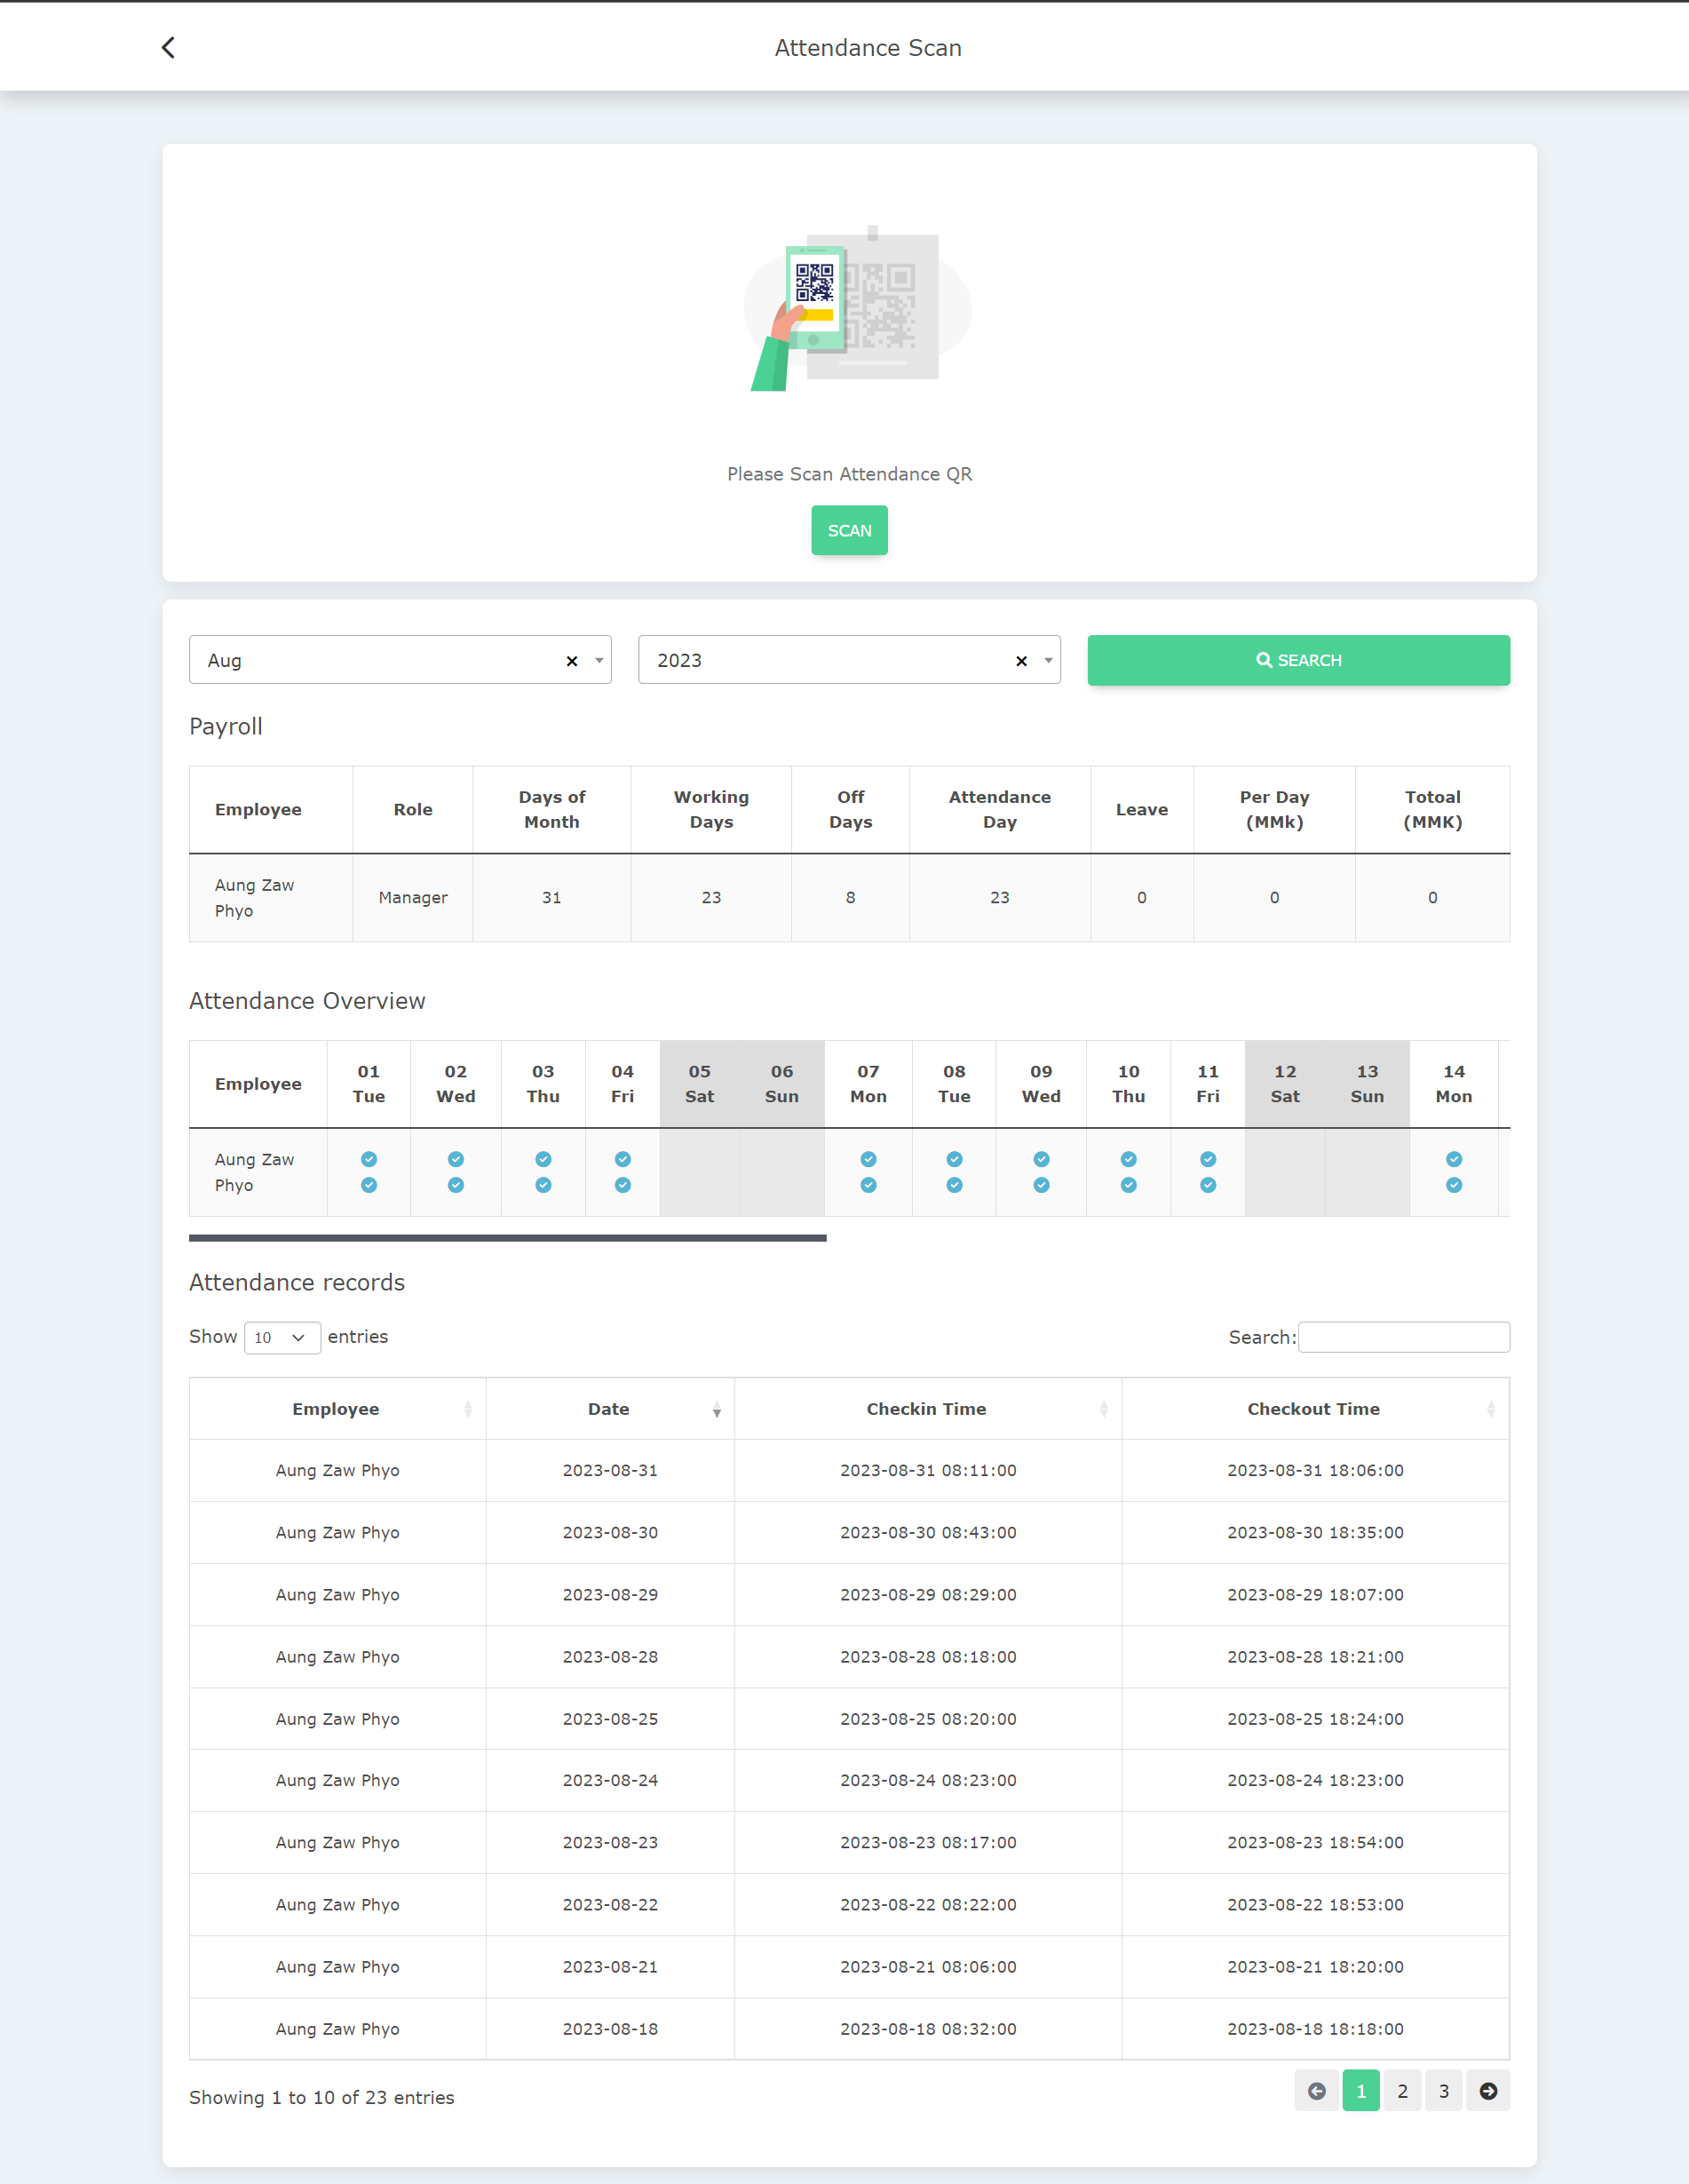 Attendance Scan
Please Scan Attendance QR
SCAN
Aug × 2023 × SEARCH
Payroll
Employee Role Days of Month Working Days Off Days Attendance Day Leave Per Day (MMk) Totoal (MMK)
Aung Zaw Phyo Manager 31 23 8 23 0 0 0
Attendance Overview
Employee 01 Tue 02 Wed 03 Thu 04 Fri 05 Sat 06 Sun 07 Mon 08 Tue 09 Wed 10 Thu 11 Fri 12 Sat 13 Sun 14 Mon
Aung Zaw Phyo
Attendance records
Show 10 entries Search:
Employee Date Checkin Time Checkout Time
Aung Zaw Phyo 2023-08-31 2023-08-31 08:11:00 2023-08-31 18:06:00
Aung Zaw Phyo 2023-08-30 2023-08-30 08:43:00 2023-08-30 18:35:00
Aung Zaw Phyo 2023-08-29 2023-08-29 08:29:00 2023-08-29 18:07:00
Aung Zaw Phyo 2023-08-28 2023-08-28 08:18:00 2023-08-28 18:21:00
Aung Zaw Phyo 2023-08-25 2023-08-25 08:20:00 2023-08-25 18:24:00
Aung Zaw Phyo 2023-08-24 2023-08-24 08:23:00 2023-08-24 18:23:00
Aung Zaw Phyo 2023-08-23 2023-08-23 08:17:00 2023-08-23 18:54:00
Aung Zaw Phyo 2023-08-22 2023-08-22 08:22:00 2023-08-22 18:53:00
Aung Zaw Phyo 2023-08-21 2023-08-21 08:06:00 2023-08-21 18:20:00
Aung Zaw Phyo 2023-08-18 2023-08-18 08:32:00 2023-08-18 18:18:00
Showing 1 to 10 of 23 entries 1 2 3